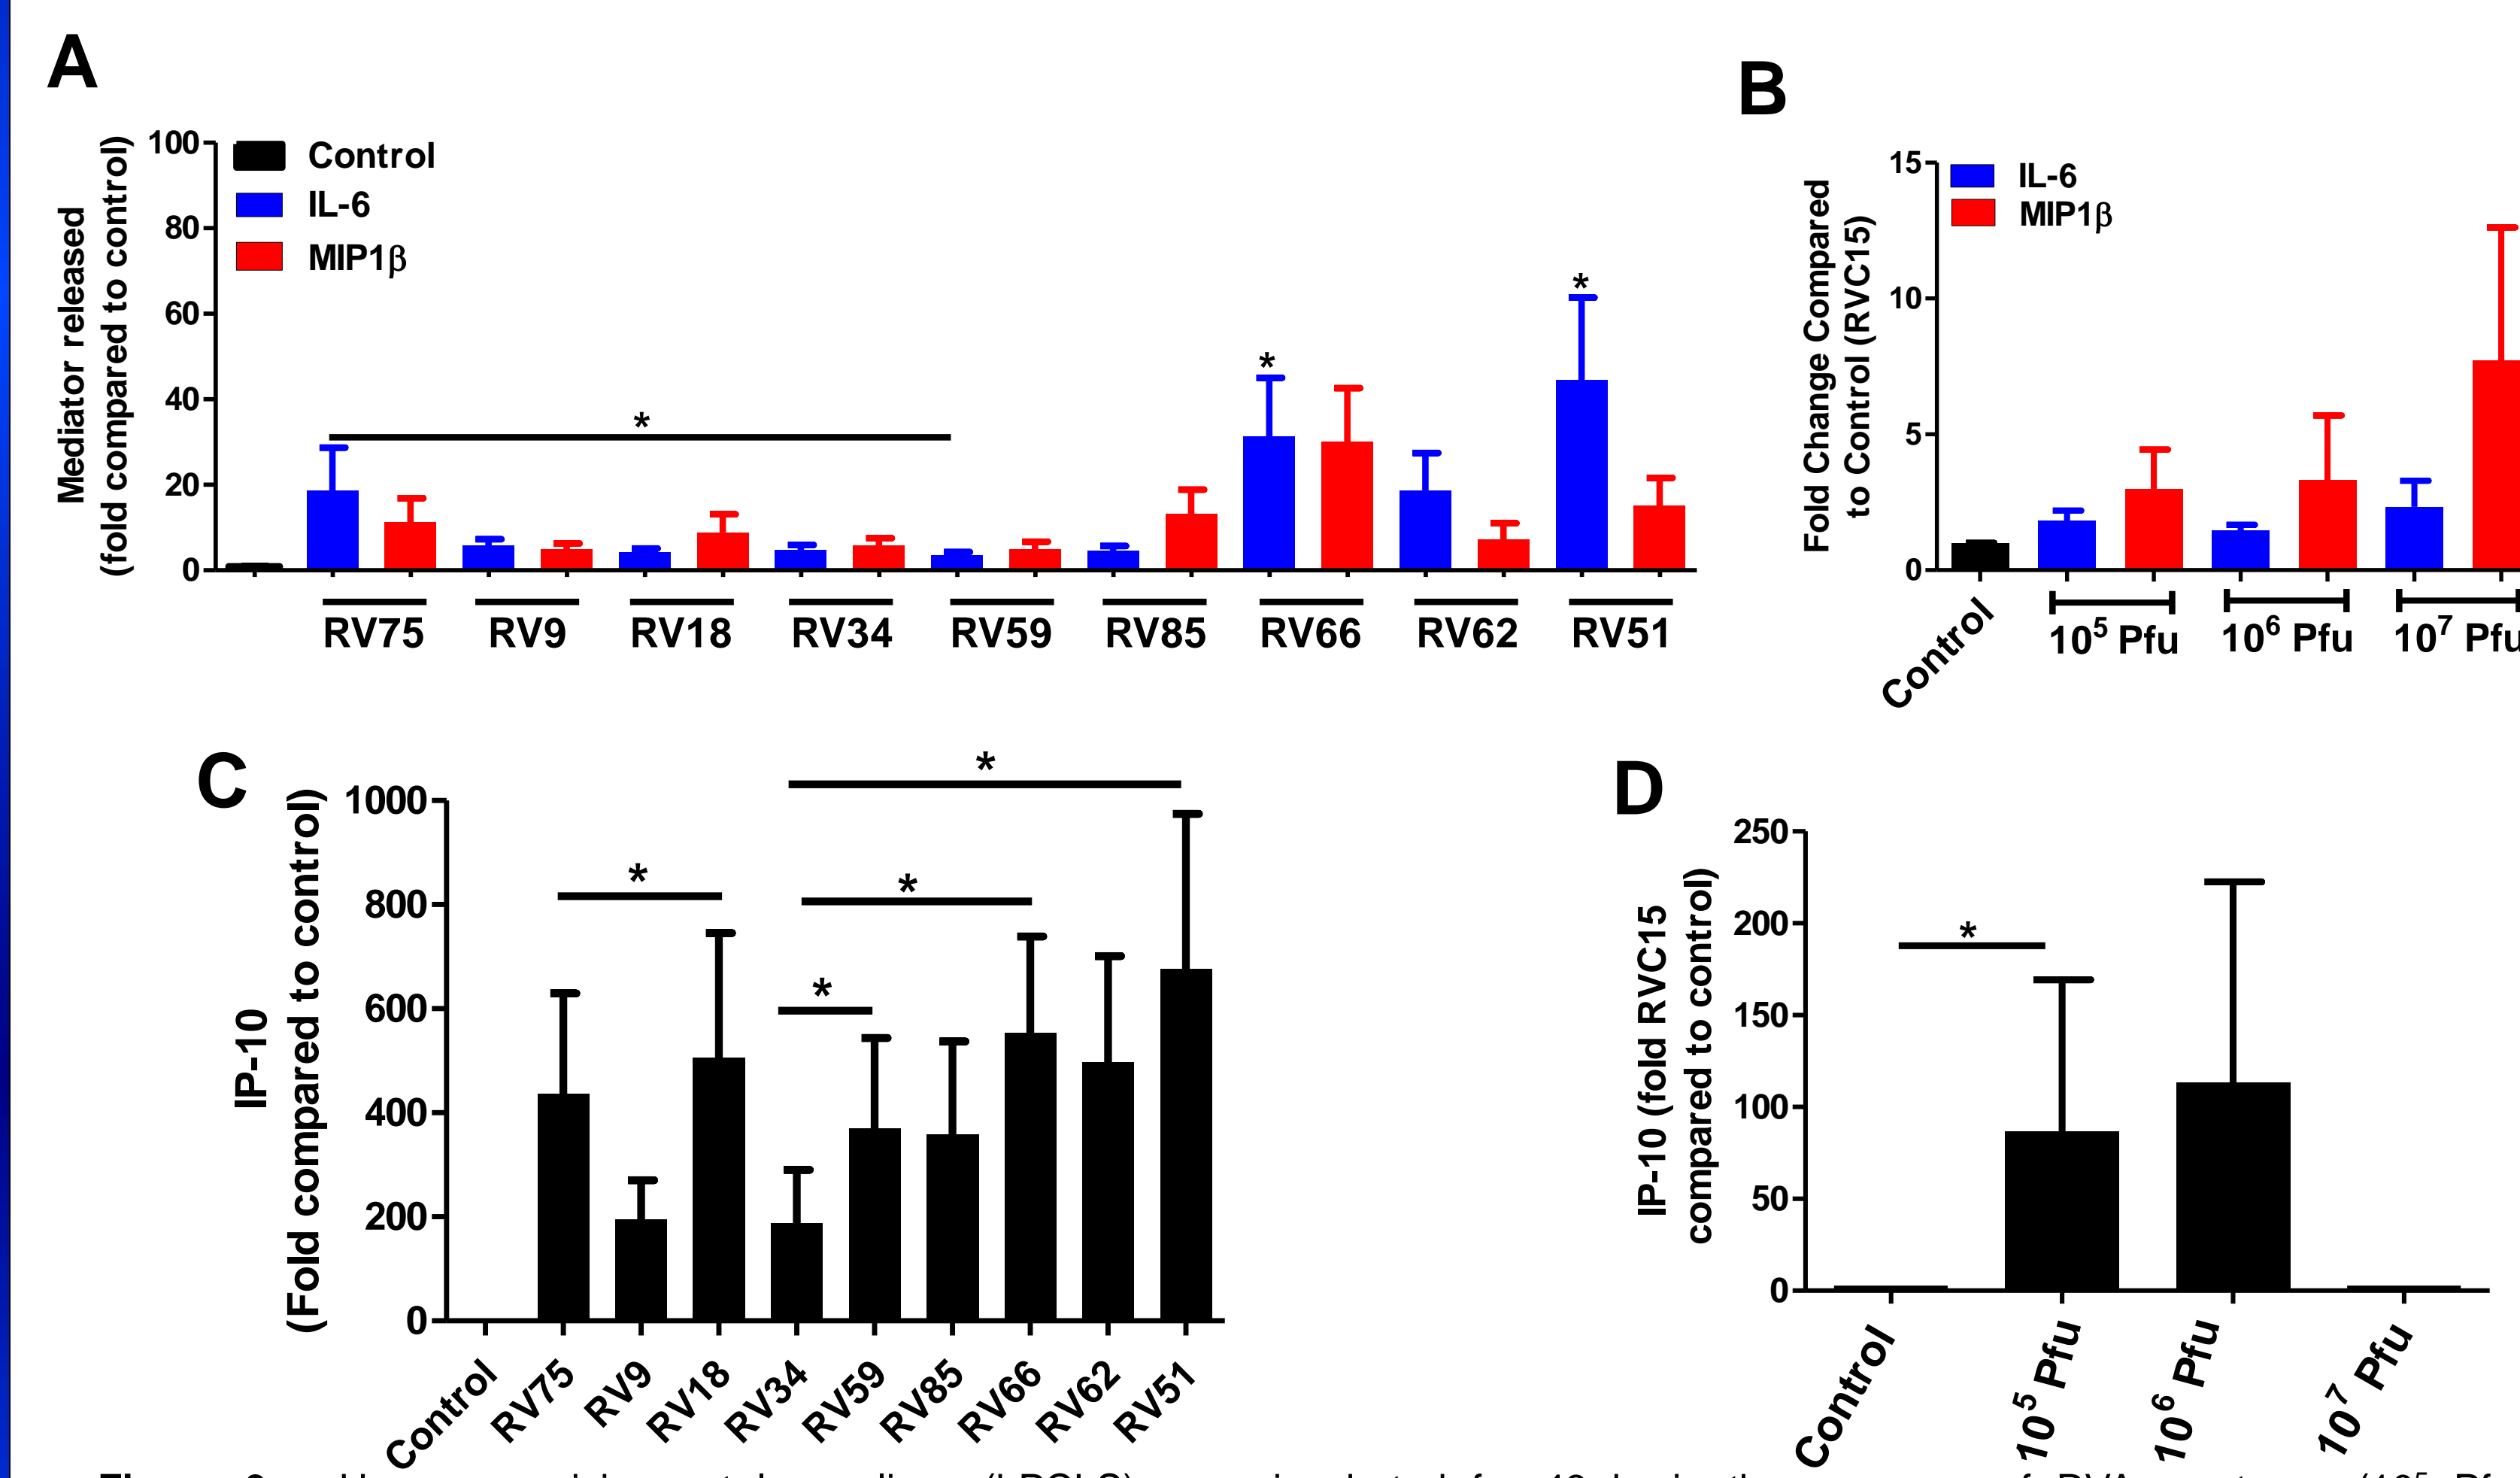 A
Mediator released
(fold compared to control)
100
80
60
40
20
0
Control
IL-6
MIP1β
*
*
*
RV75 RV9 RV18 RV34 RV59 RV85 RV66 RV62 RV51
B
Fold Change Compared
to Control (RVC15)
15
10
5
0
IL-6
MIP1β
Control 10⁵ Pfu 10⁶ Pfu 10⁷ Pfu
C
IP-10
(Fold compared to control)
1000
800
600
400
200
0
*
*
*
*
Control RV75 RV9 RV18 RV34 RV59 RV85 RV66 RV62 RV51
D
IP-10 (fold RVC15
compared to control)
250
200
150
100
50
0
*
Control 10⁵ Pfu 10⁶ Pfu 10⁷ Pfu